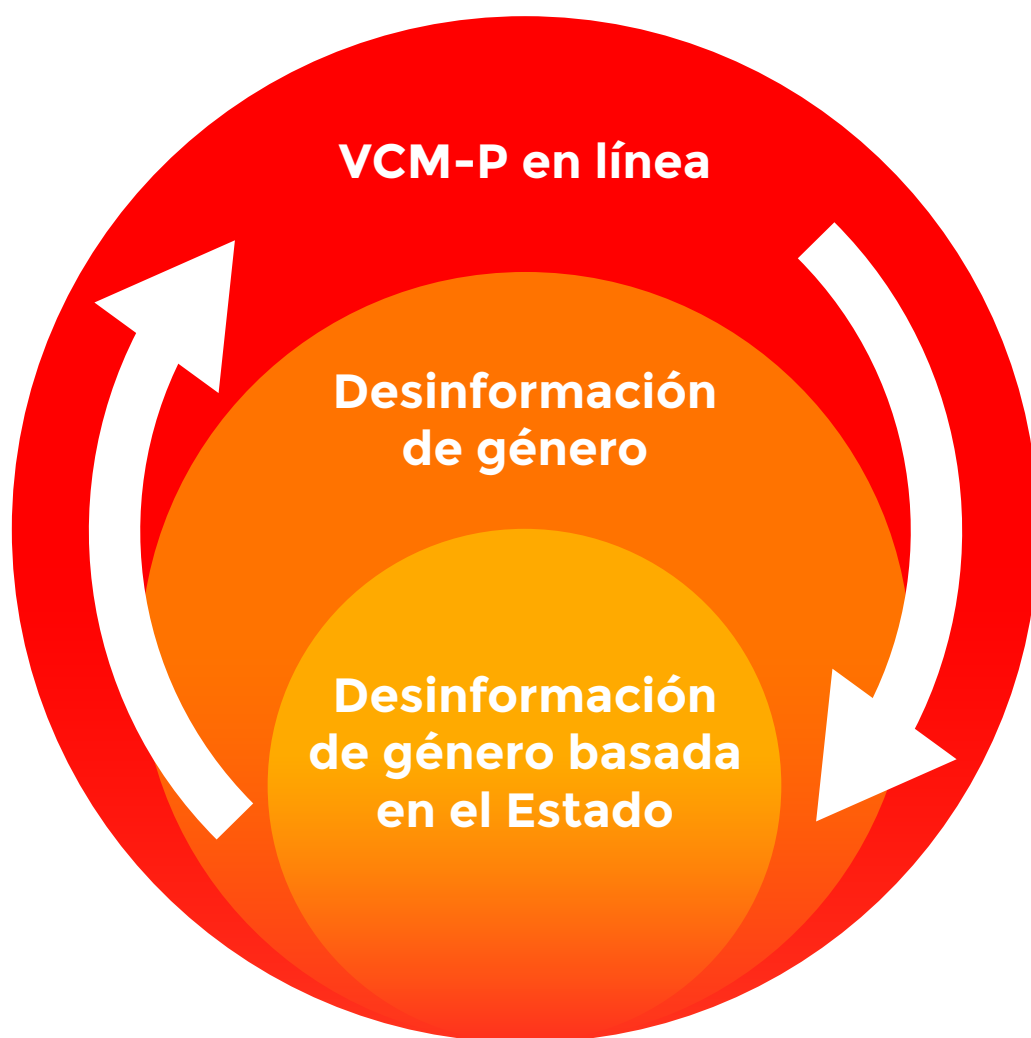 VCM-P en línea
Desinformación
de género
Desinformación
de género basada
en el Estado